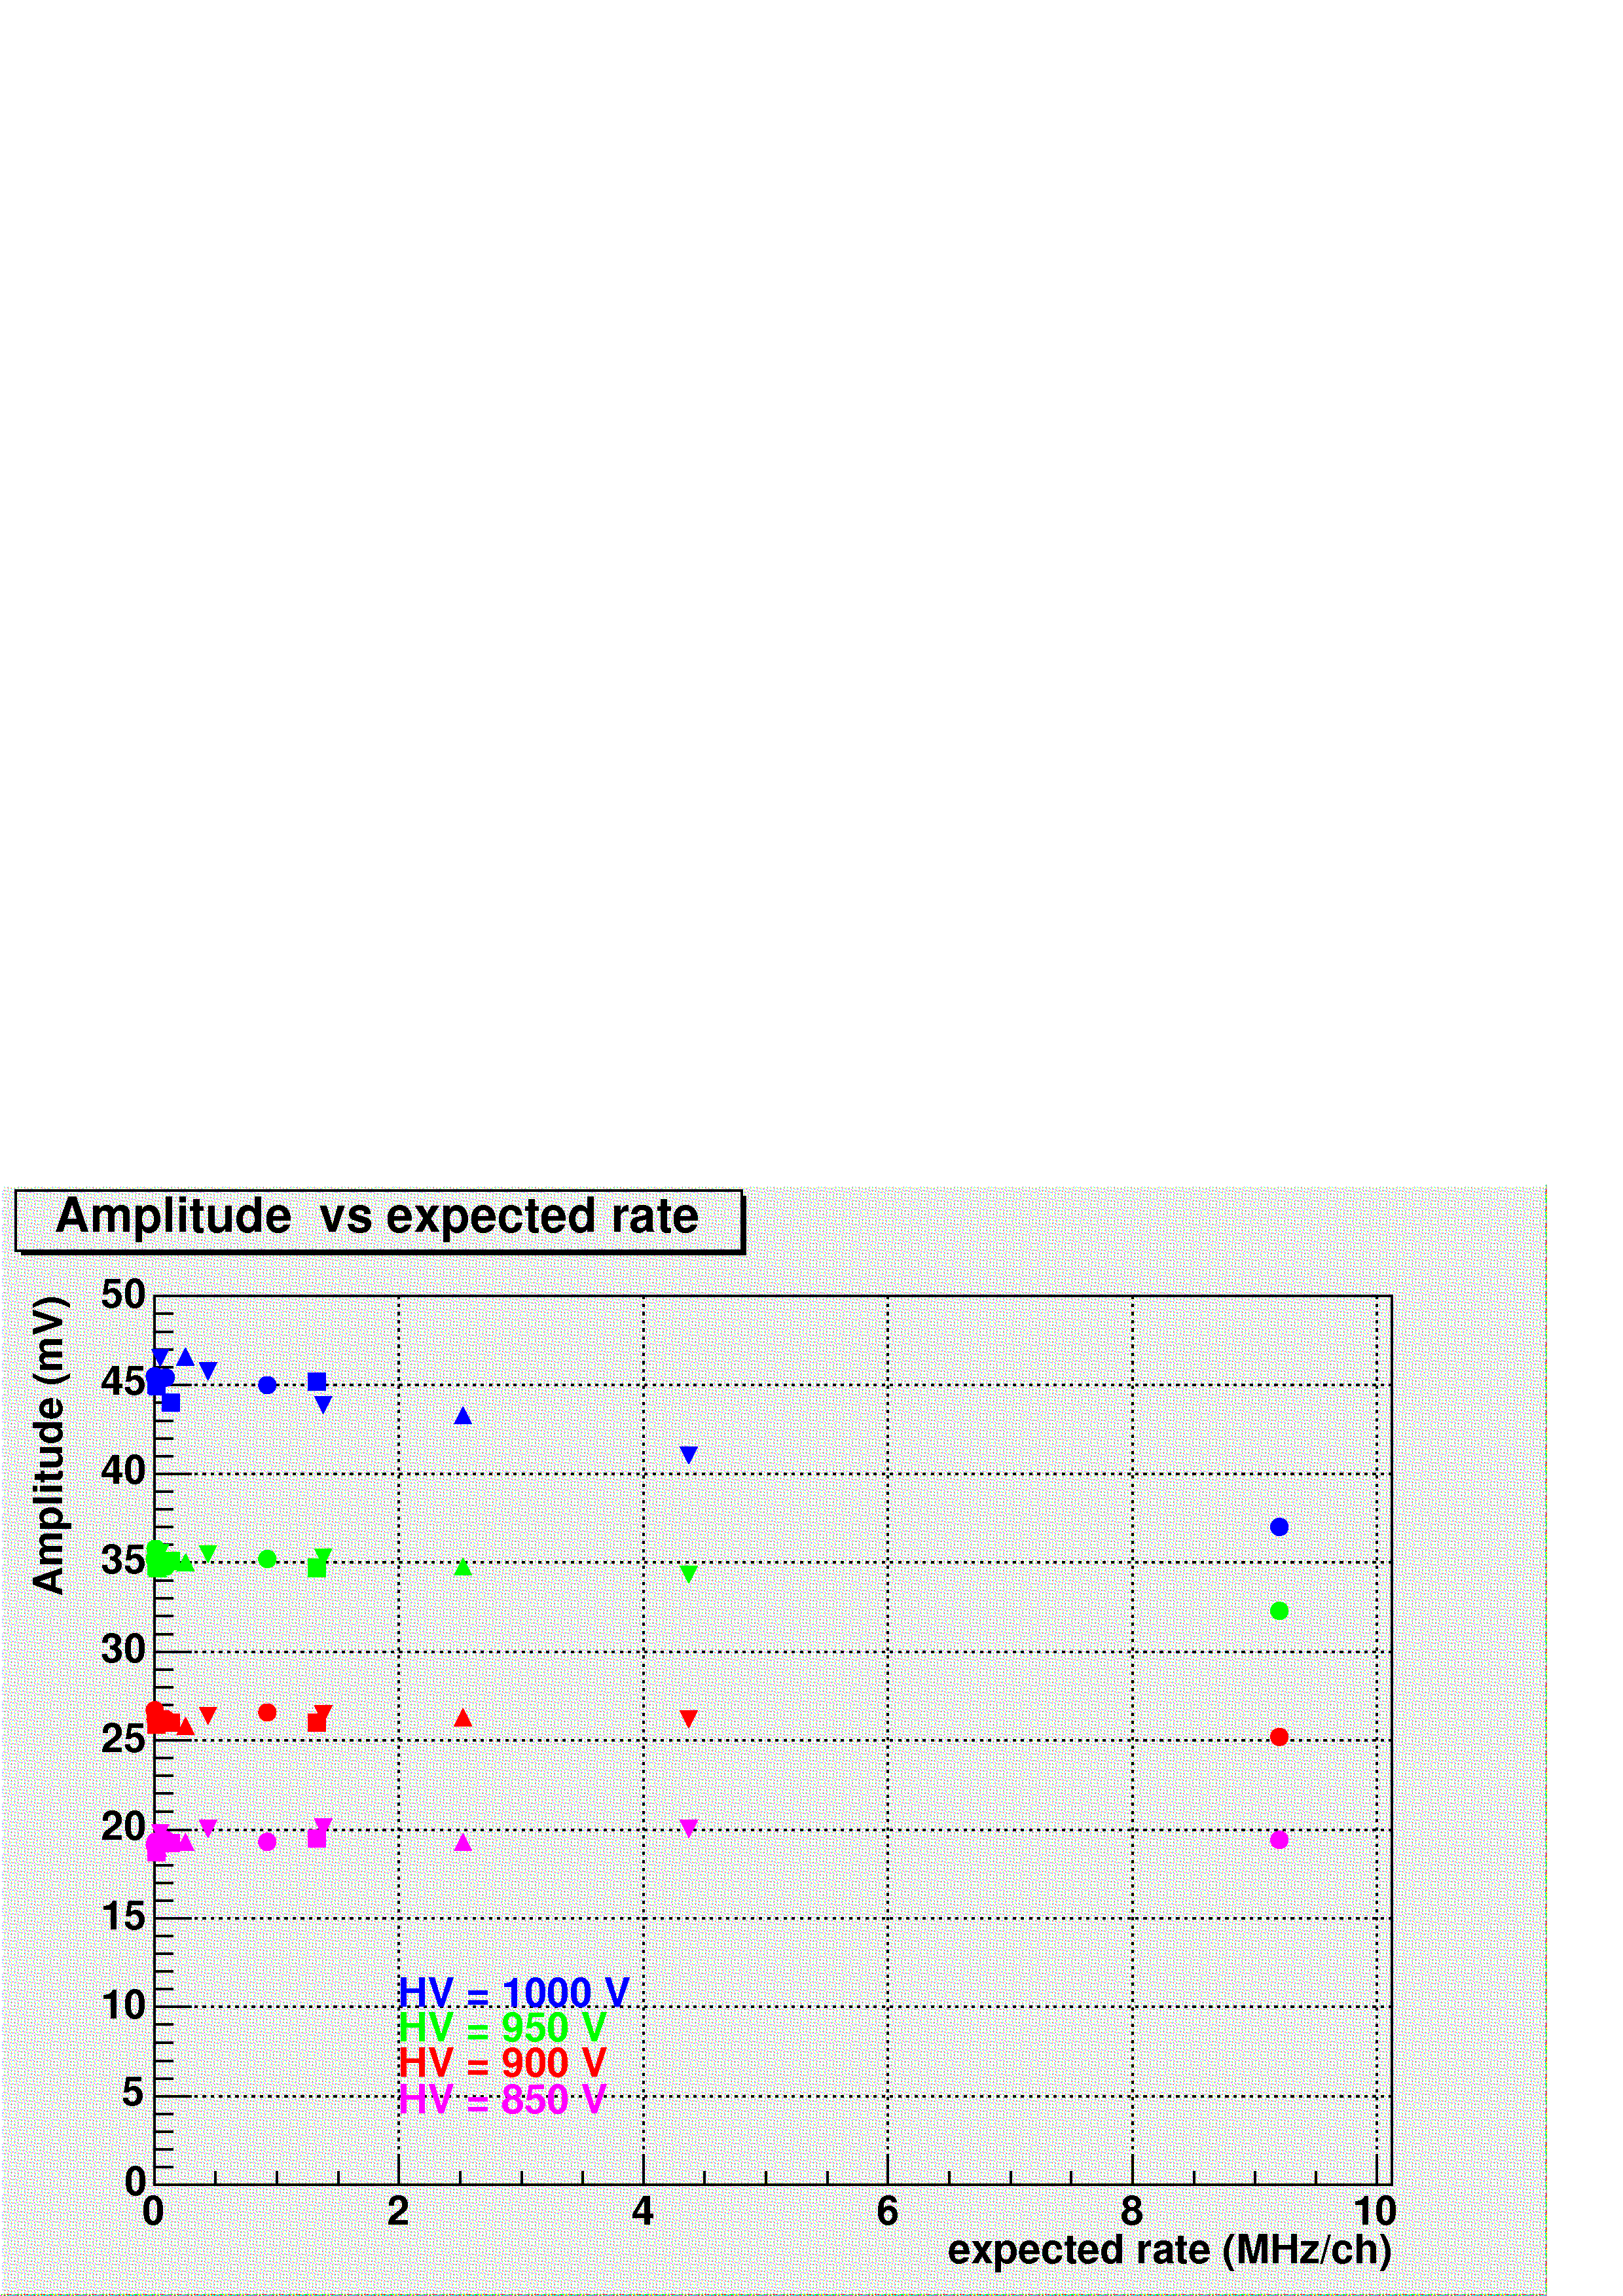 Amplitude vs expected rate
Amplitude (mV)
50
45
40
35
30
25
20
15
10
5
0
HV = 1000 V
HV = 950 V
HV = 900 V
HV = 850 V
0 2 4 6 8 10
expected rate (MHz/ch)